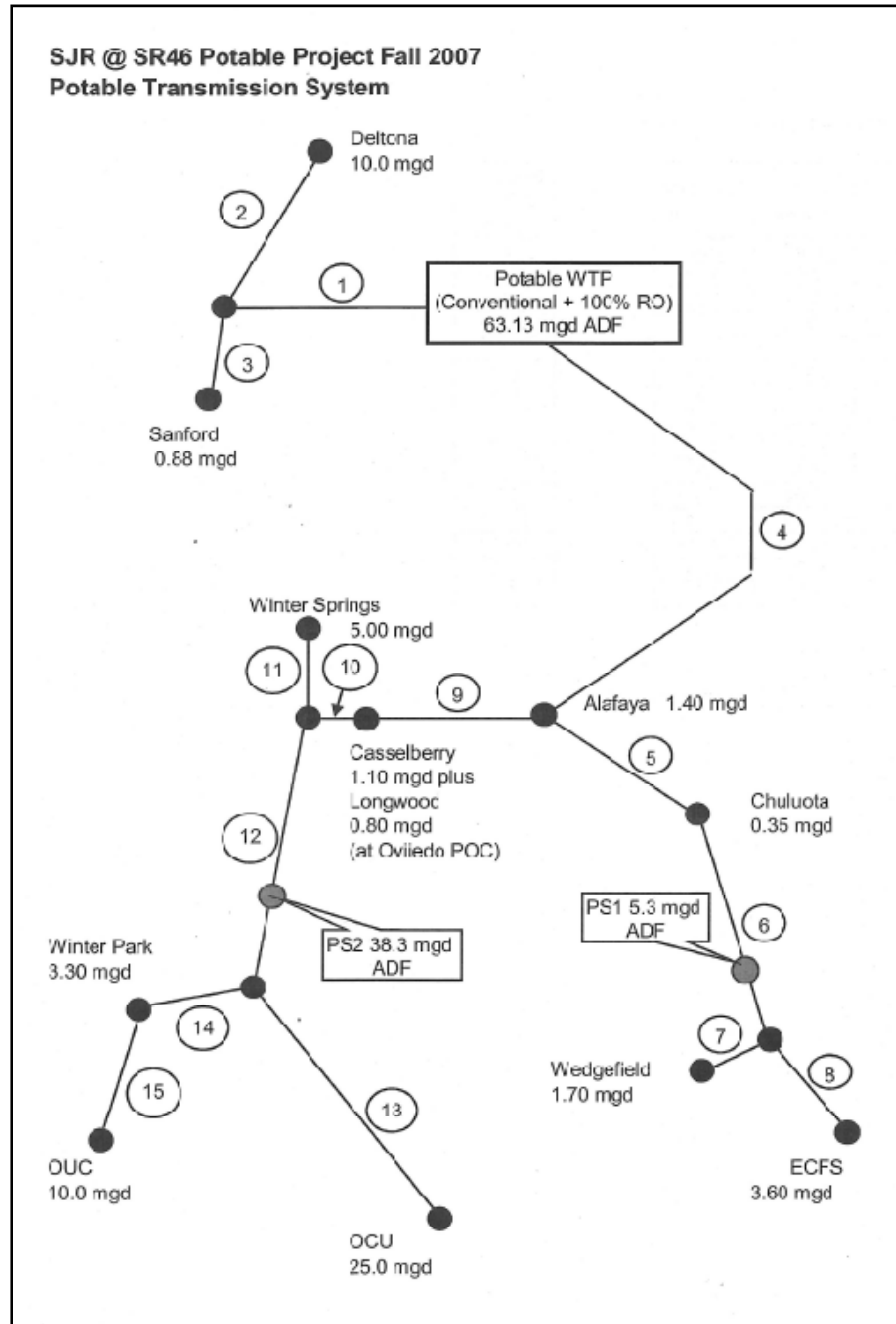 SJR @ SR46 Potable Project Fall 2007
Potable Transmission System
Deltona
10.0 mgd
2
1
Potable WTF
(Conventional + 100% RO)
63.13 mgd ADF
3
Sanford
0.88 mgd
4
Winter Springs
5.00 mgd
11
10
9
Alafaya 1.40 mgd
5
Casselberry
1.10 mgd plus
Longwood
0.80 mgd
(at Oviiedo POC)
Chuluota
0.35 mgd
12
PS1 5.3 mgd
ADF
6
Winter Park
3.30 mgd
PS2 38.3 mgd
ADF
14
7
Wedgefield
1.70 mgd
8
15
13
OUC
10.0 mgd
ECFS
3.60 mgd
OCU
25.0 mgd